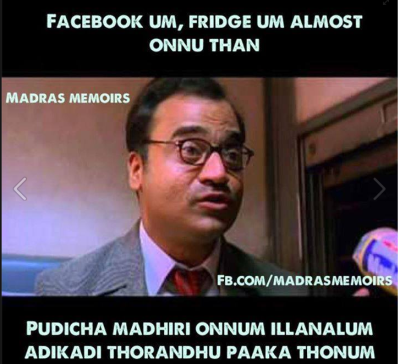 FACEBOOK UM, FRIDGE UM ALMOST
ONNU THAN
MADRAS MEMOIRS
FB.COM/MADRASMEMOIRS
PUDICHA MADHIRI ONNUM ILLANALUM
ADIKADI THORANDHU PAAKA THONUM